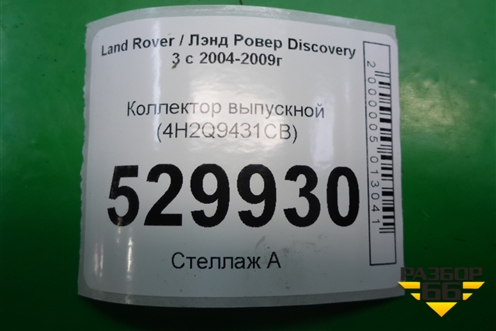 Land Rover / Лэнд Ровер Discovery
3 с 2004-2009г
Коллектор выпускной
(4H2Q9431CB)
529930
Стеллаж А
2000005013041
РАЗБОР
66